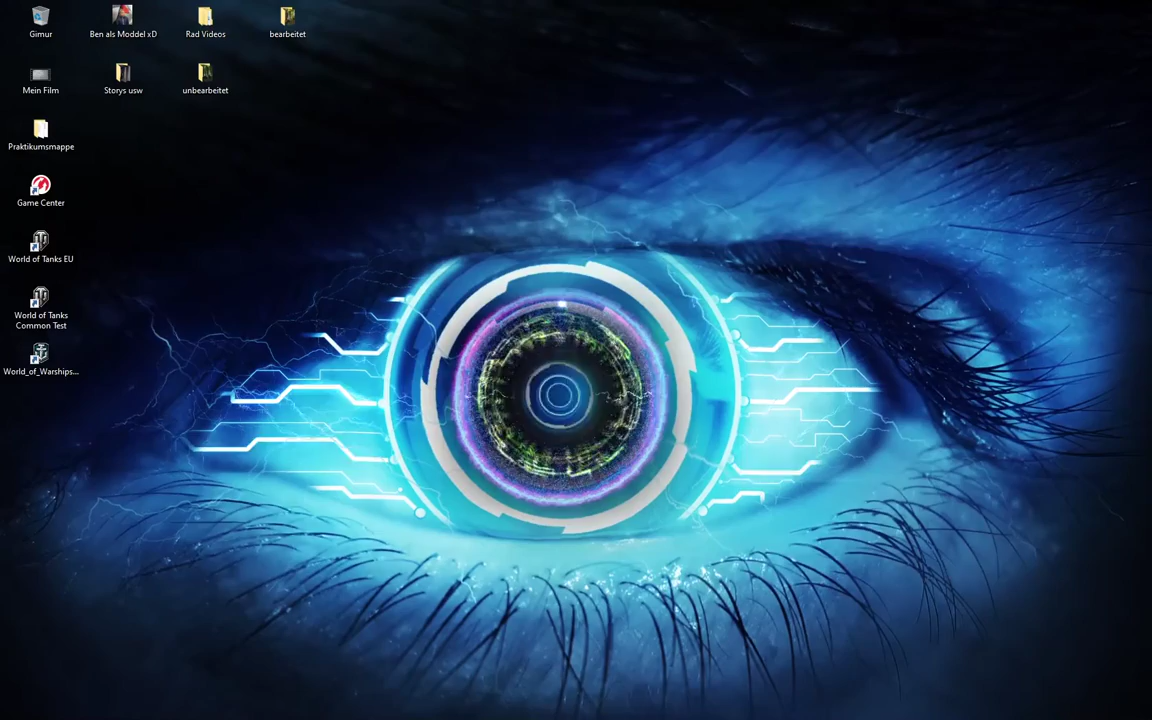 Gimur
Ben als Moddel xD
Rad Videos
bearbeitet
Mein Film
Storys usw
unbearbeitet
Praktikumsmappe
Game Center
World of Tanks EU
World of Tanks
Common Test
World_of_Warships...